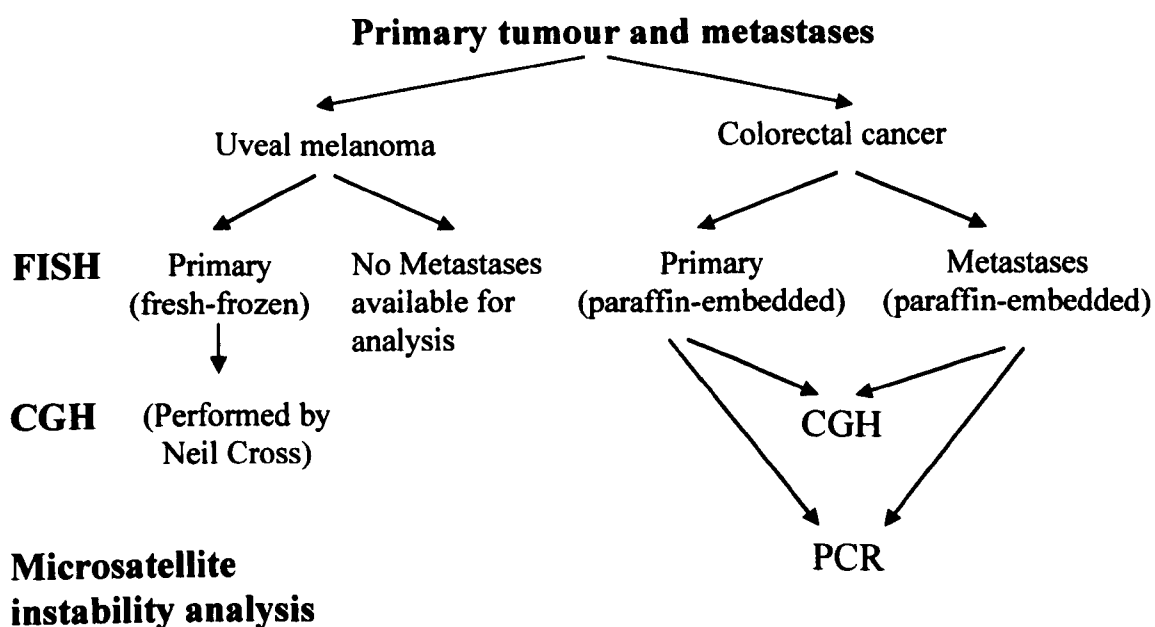 Primary tumour and metastases
Uveal melanoma
Colorectal cancer
FISH
Primary
(fresh-frozen)
No Metastases
available for
analysis
Primary
(paraffin-embedded)
Metastases
(paraffin-embedded)
CGH
(Performed by
Neil Cross)
CGH
Microsatellite
instability analysis
PCR